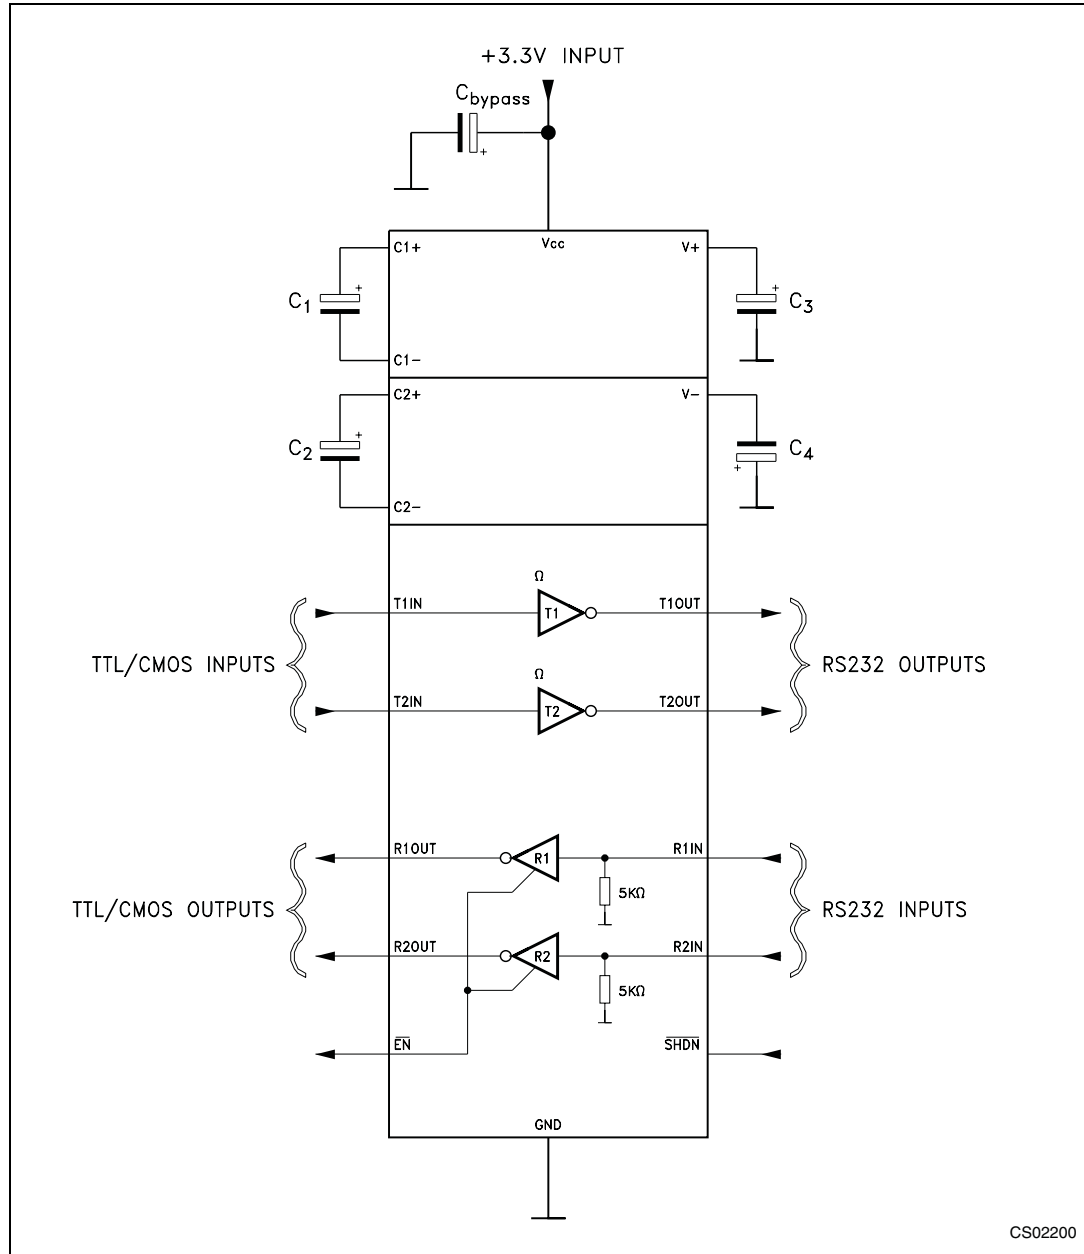 +3.3V INPUT
Cbypass
Vcc
C1+
V+
C1
C3
C1-
C2+
V-
C2
C4
C2-
Ω
T1IN
T1
T1OUT
TTL/CMOS INPUTS
RS232 OUTPUTS
Ω
T2IN
T2
T2OUT
R1OUT
R1
R1IN
5KΩ
TTL/CMOS OUTPUTS
RS232 INPUTS
R2OUT
R2
R2IN
5KΩ
EN
SHDN
GND
CS02200